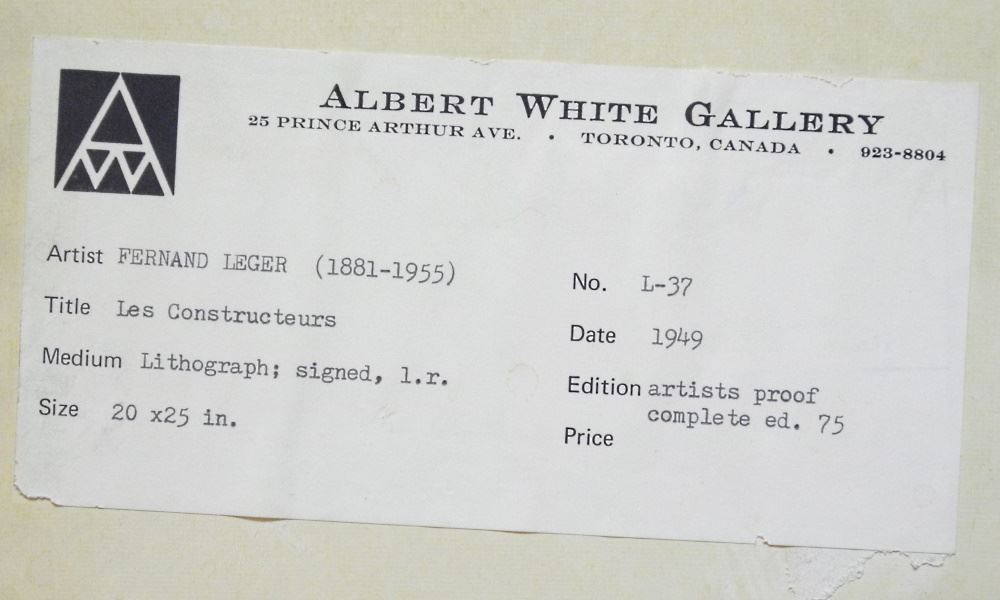 ALBERT WHITE GALLERY
25 PRINCE ARTHUR AVE. • TORONTO, CANADA • 923-8804
Artist FERNAND LEGER (1881-1955)
Title Les Constructeurs
Medium Lithograph; signed, l.r.
Size 20 x25 in.
No. L-37
Date 1949
Edition artists proof
complete ed. 75
Price